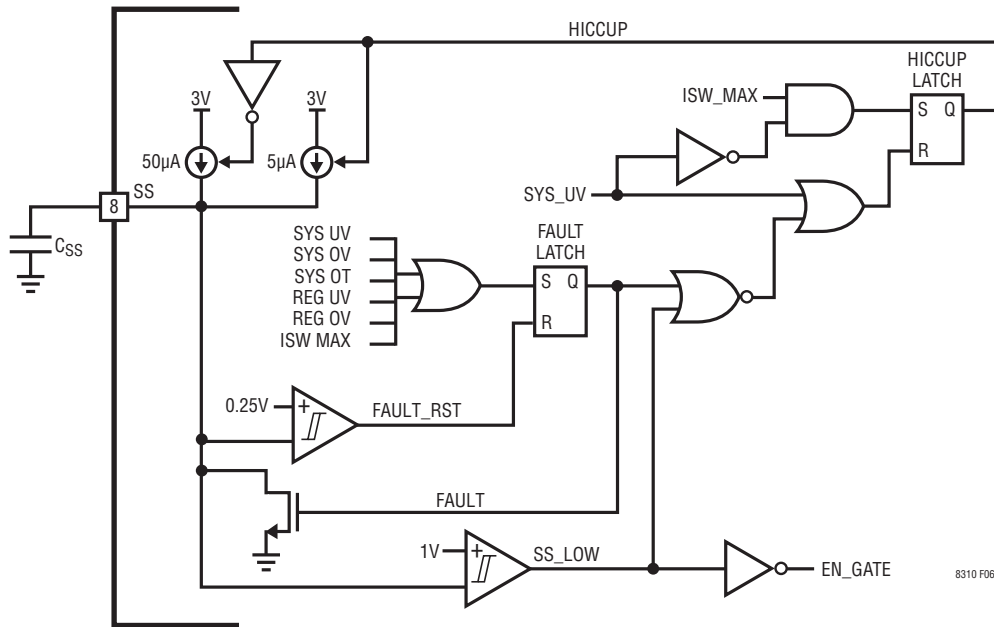 HICCUP
HICCUP
LATCH
ISW_MAX
S Q
R
3V
3V
50µA
5µA
SS
8
CSS
SYS_UV
SYS UV
SYS OV
SYS OT
REG UV
REG OV
ISW MAX
FAULT
LATCH
S Q
R
0.25V
+
FAULT_RST
FAULT
1V
+
SS_LOW
EN_GATE
8310 F06